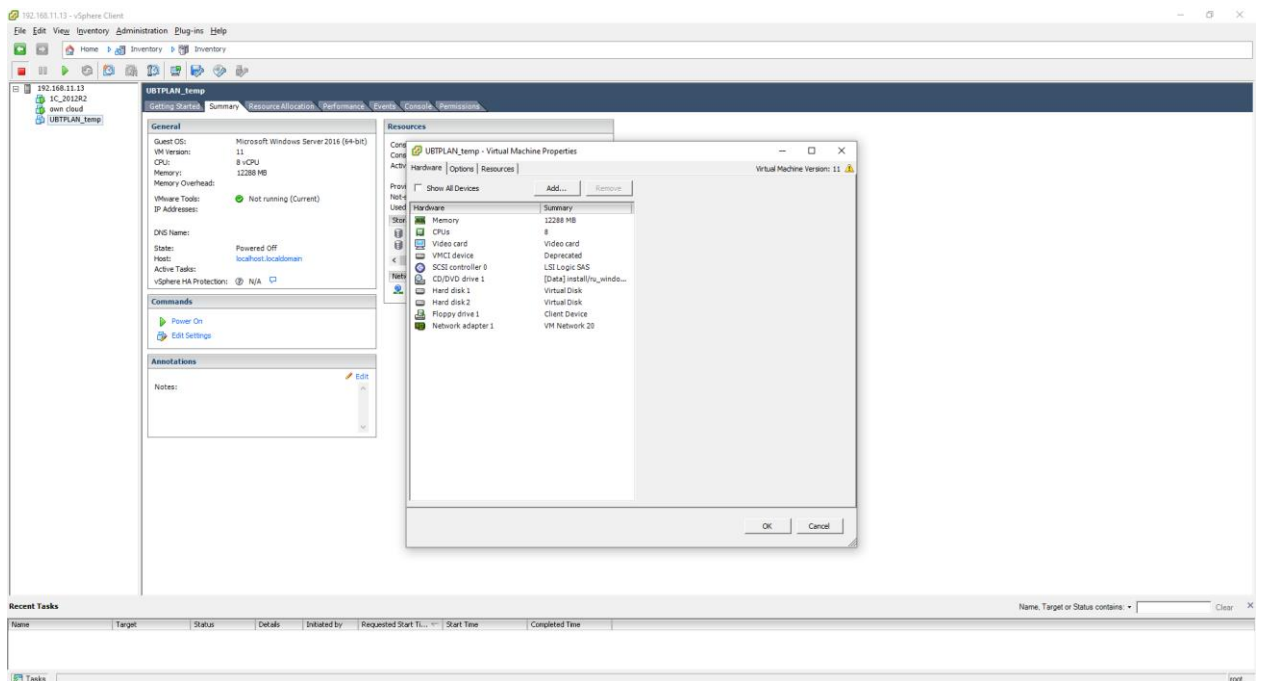 192.168.11.13 - vSphere Client
File Edit View Inventory Administration Plug-ins Help
Home Inventory Inventory
192.168.11.13
1C_2012R2
own cloud
UBTPLAN_temp
UBTPLAN_temp
Getting Started Summary Resource Allocation Performance Events Console Permissions
General
Guest OS: Microsoft Windows Server 2016 (64-bit)
VM Version: 11
CPU: 8 vCPU
Memory: 12288 MB
Memory Overhead:
VMware Tools: Not running (Current)
IP Addresses:
DNS Name:
State: Powered Off
Host: localhost.localdomain
Active Tasks:
vSphere HA Protection: N/A
Commands
Power On
Edit Settings
Annotations
Edit
Notes:
Resources
Cons
Cons
Activ
Provi
Not-s
Used
Stor
Netv
UBTPLAN_temp - Virtual Machine Properties
Hardware Options Resources Virtual Machine Version: 11
Show All Devices Add... Remove
Hardware Summary
Memory 12288 MB
CPUs 8
Video card Video card
VMCI device Deprecated
SCSI controller 0 LSI Logic SAS
CD/DVD drive 1 [Data] install/ru_windo...
Hard disk 1 Virtual Disk
Hard disk 2 Virtual Disk
Floppy drive 1 Client Device
Network adapter 1 VM Network 20
OK Cancel
Recent Tasks Name, Target or Status contains: Clear
Name Target Status Details Initiated by Requested Start Ti... Start Time Completed Time
Tasks root